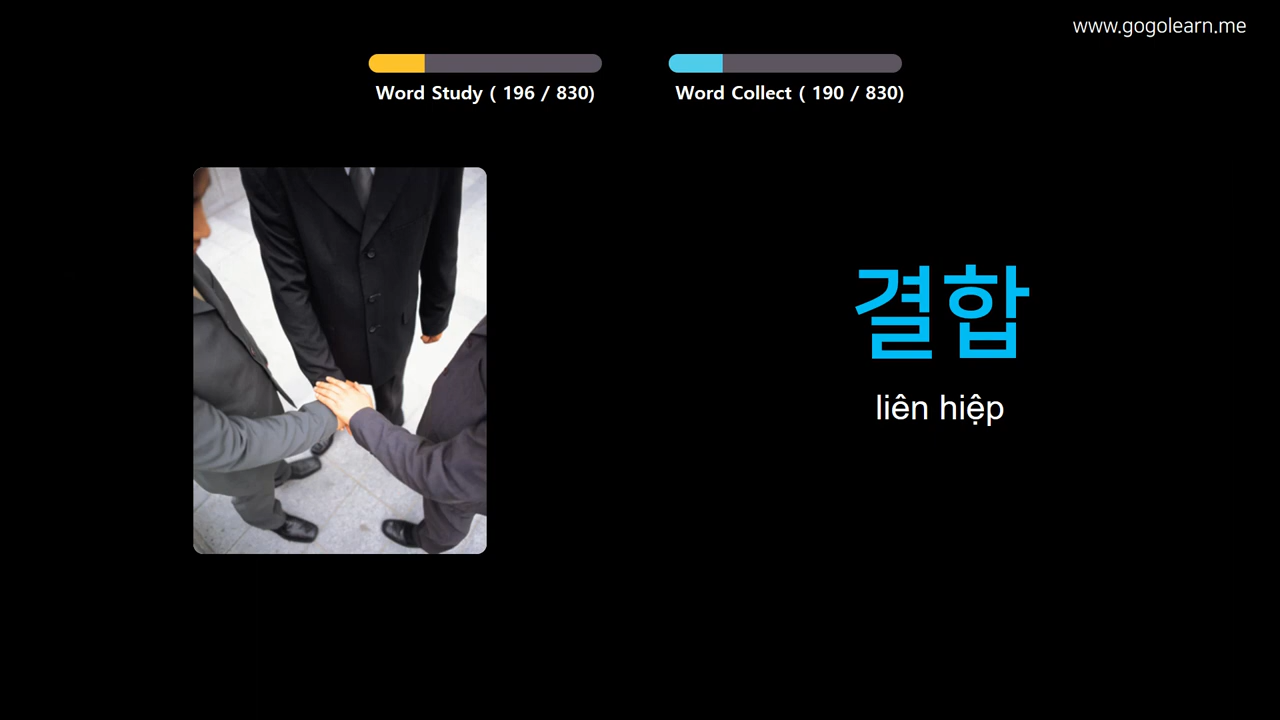 www.gogolearn.me
Word Study ( 196 / 830)
Word Collect ( 190 / 830)
결합
liên hiệp